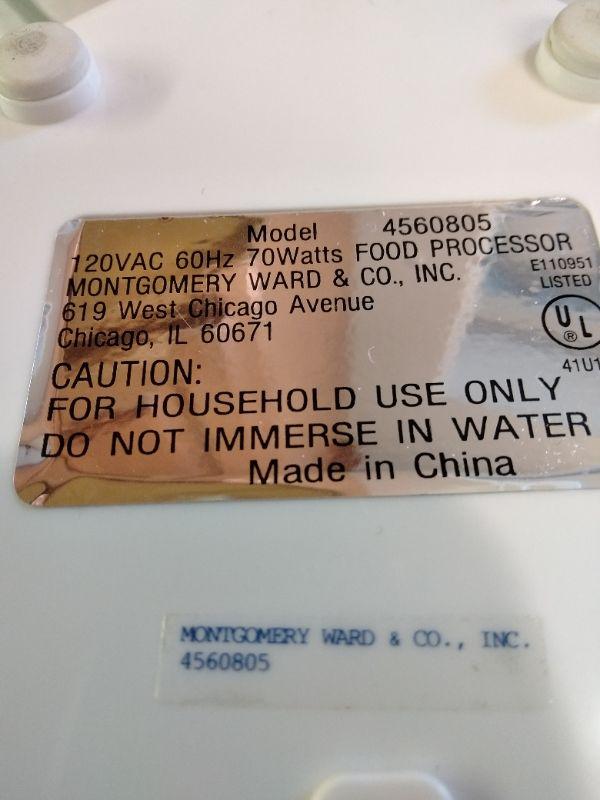 Model 4560805
120VAC 60Hz 70Watts FOOD PROCESSOR
MONTGOMERY WARD & CO., INC.
E110951
LISTED
619 West Chicago Avenue
Chicago, IL 60671
UL
®
41U1
CAUTION:
FOR HOUSEHOLD USE ONLY
DO NOT IMMERSE IN WATER
Made in China
MONTGOMERY WARD & CO., INC.
4560805